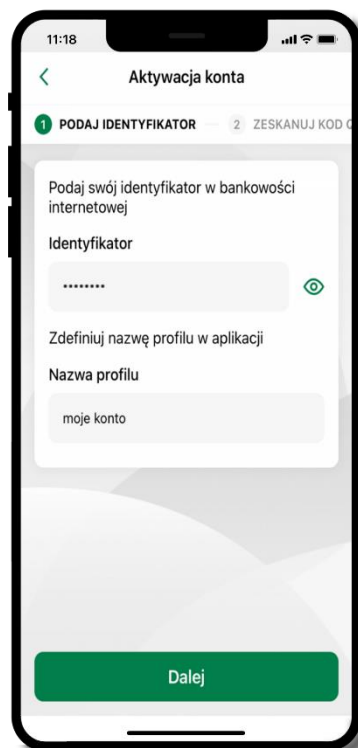 11:18
Aktywacja konta
1 PODAJ IDENTYFIKATOR 2 ZESKANUJ KOD
Podaj swój identyfikator w bankowości
internetowej
Identyfikator
••••••••
Zdefiniuj nazwę profilu w aplikacji
Nazwa profilu
moje konto
Dalej